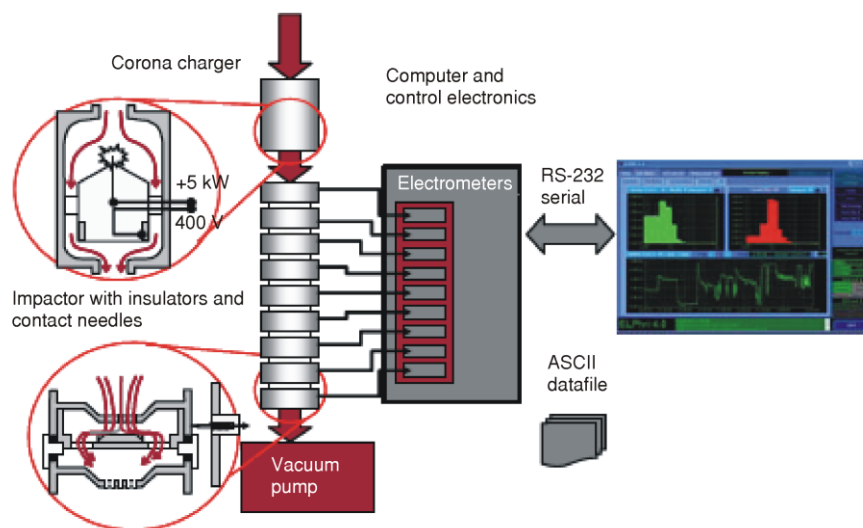 Corona charger
Computer and
control electronics
+5 kW
400 V
Electrometers
RS-232
serial
Impactor with insulators and
contact needles
ASCII
datafile
Vacuum
pump